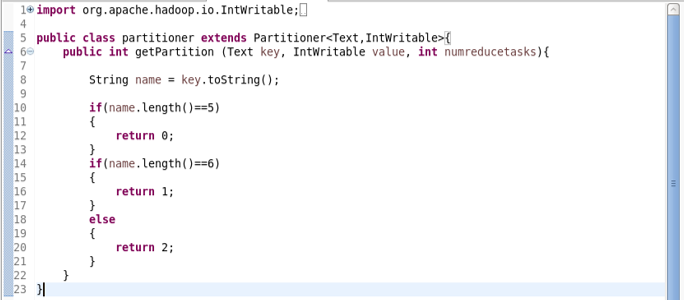 1 import org.apache.hadoop.io.IntWritable;
4
5 public class partitioner extends Partitioner<Text,IntWritable>{
6 public int getPartition (Text key, IntWritable value, int numreducetasks){
7
8 String name = key.toString();
9
10 if(name.length()==5)
11 {
12 return 0;
13 }
14 if(name.length()==6)
15 {
16 return 1;
17 }
18 else
19 {
20 return 2;
21 }
22 }
23 }